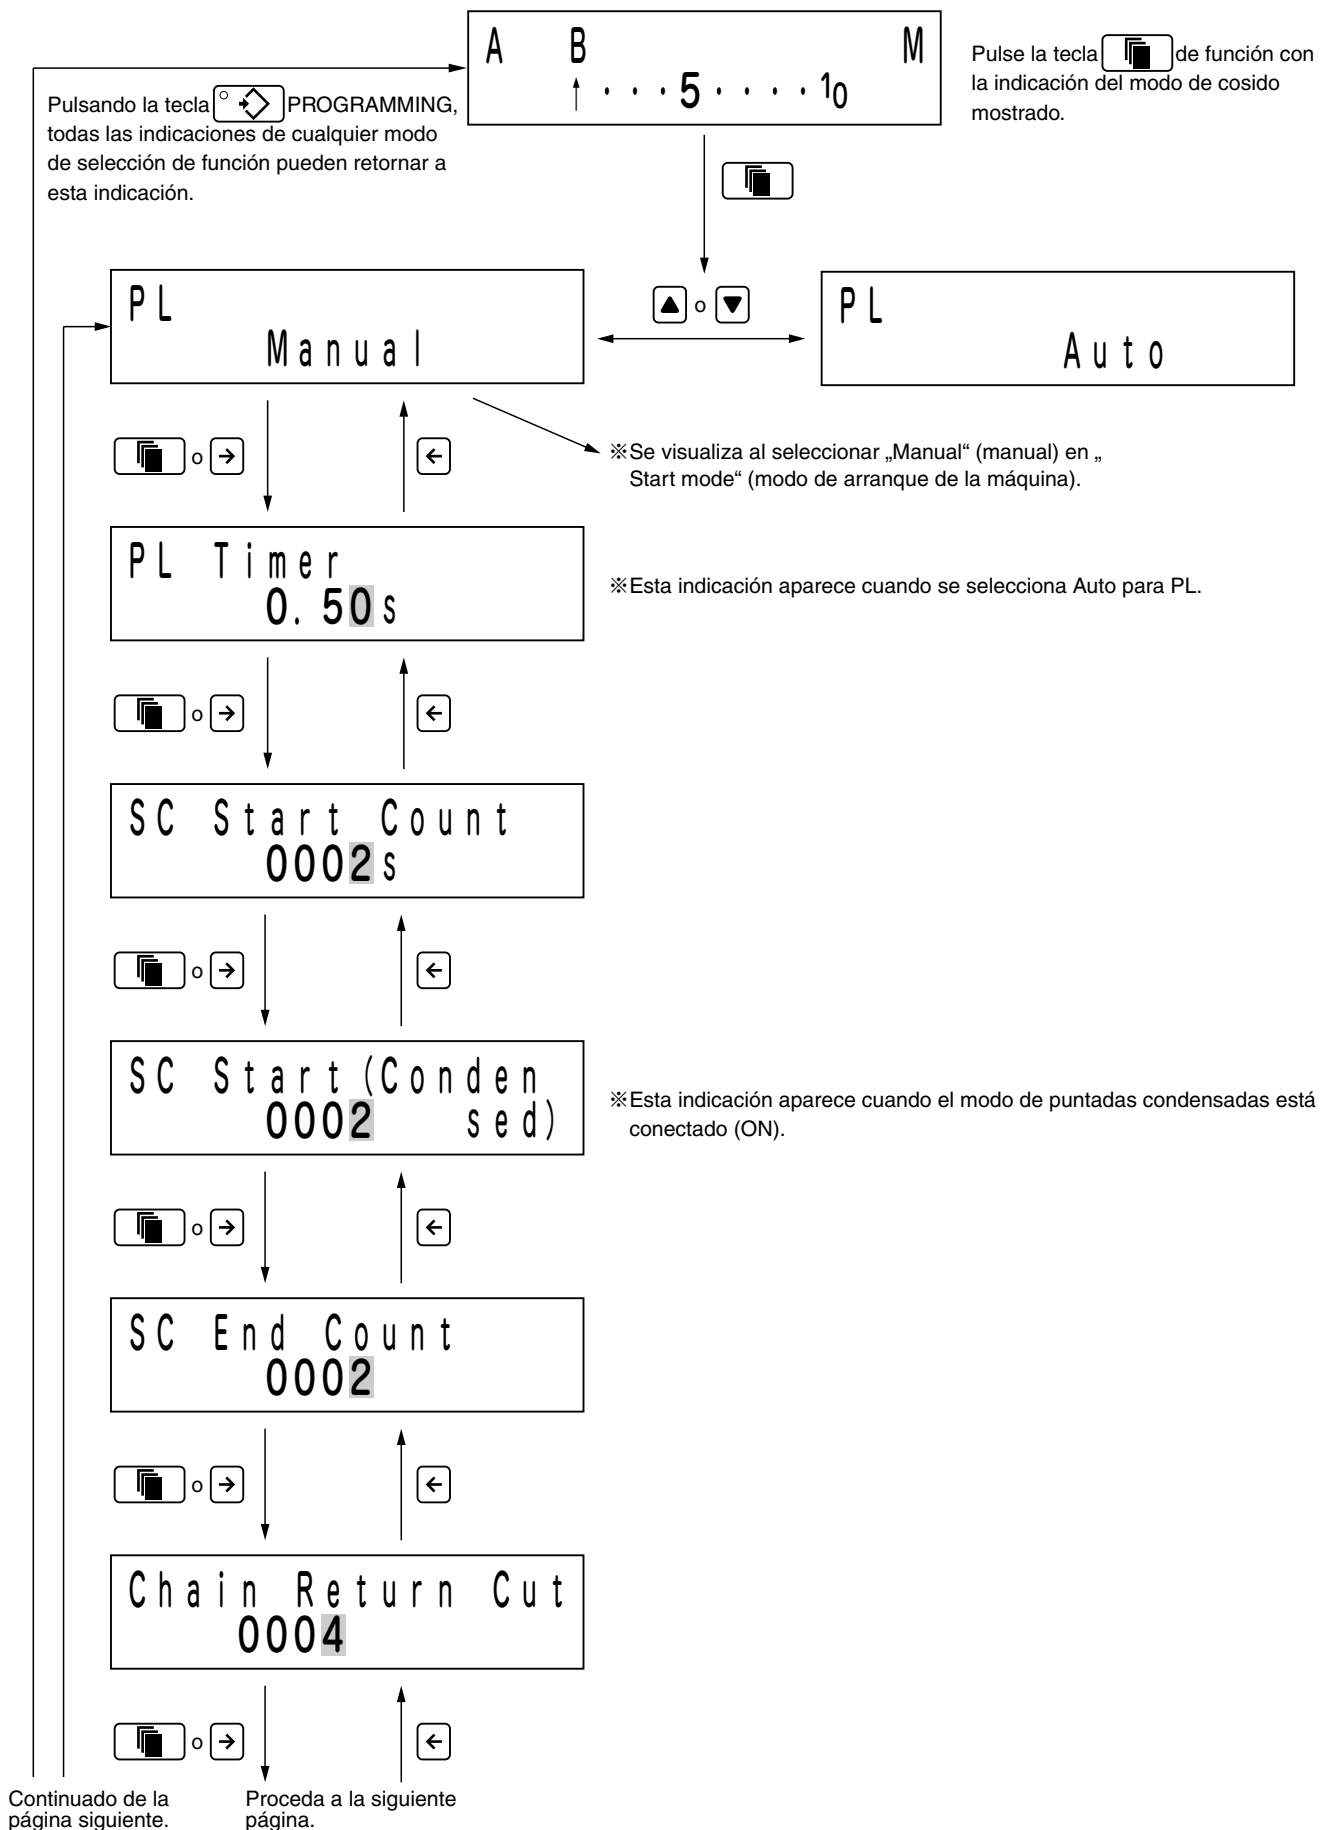 A B M
↑ · · · 5 · · · · 10
Pulse la tecla de función con
la indicación del modo de cosido
mostrado.
Pulsando la tecla PROGRAMMING,
todas las indicaciones de cualquier modo
de selección de función pueden retornar a
esta indicación.
PL
Manual
▲ o ▼
PL
Auto
o →
←
※Se visualiza al seleccionar „Manual“ (manual) en „
Start mode“ (modo de arranque de la máquina).
PL Timer
0. 50s
※Esta indicación aparece cuando se selecciona Auto para PL.
o →
←
SC Start Count
0002s
o →
←
SC Start(Conden
0002 sed)
※Esta indicación aparece cuando el modo de puntadas condensadas está
conectado (ON).
o →
←
SC End Count
0002
o →
←
Chain Return Cut
0004
o →
←
Continuado de la
página siguiente.
Proceda a la siguiente
página.